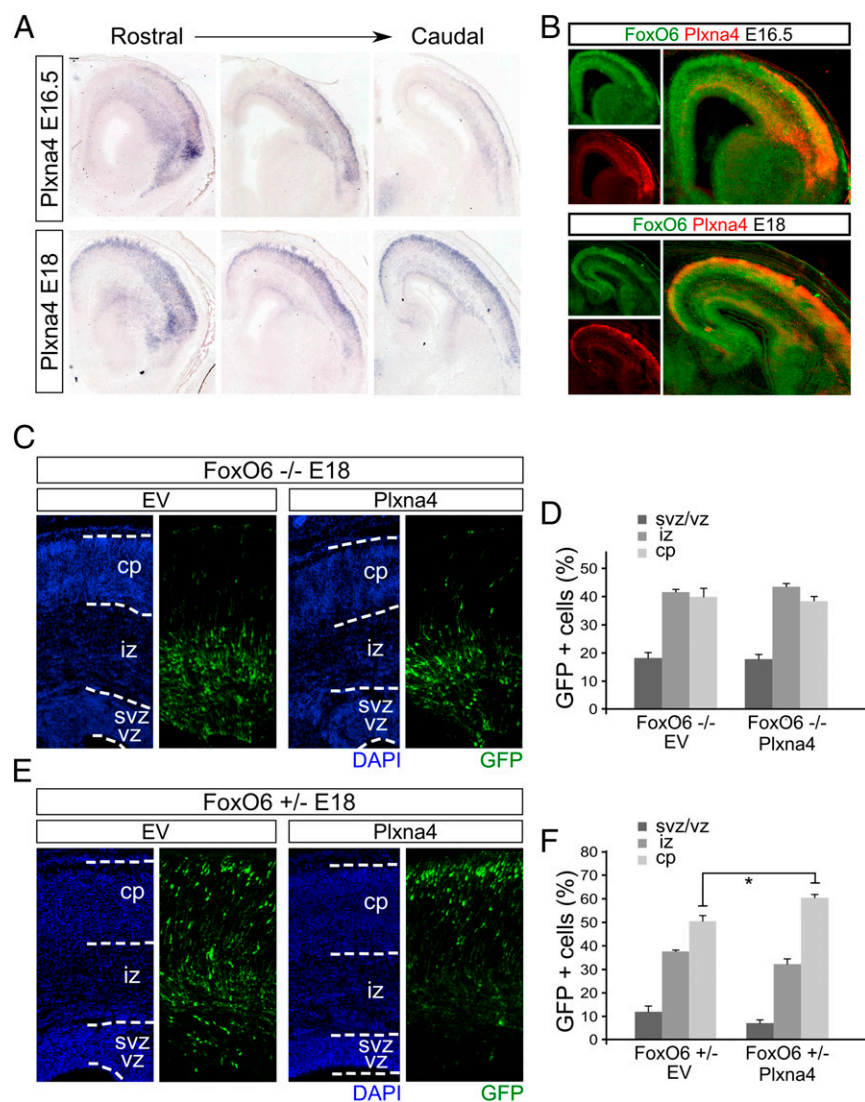 A
Rostral
Caudal
Plxna4 E16.5
Plxna4 E18
B
FoxO6 Plxna4 E16.5
FoxO6 Plxna4 E18
C
FoxO6 -/- E18
EV
Plxna4
cp
iz
svz
vz
cp
iz
svz
vz
DAPI
GFP
D
svz/vz
iz
cp
GFP + cells (%)
50
40
30
20
10
0
FoxO6 -/-
EV
FoxO6 -/-
Plxna4
E
FoxO6 +/- E18
EV
Plxna4
cp
iz
svz
vz
cp
iz
svz
vz
DAPI
GFP
F
svz/vz
iz
cp
GFP + cells (%)
80
70
60
50
40
30
20
10
0
*
FoxO6 +/-
EV
FoxO6 +/-
Plxna4